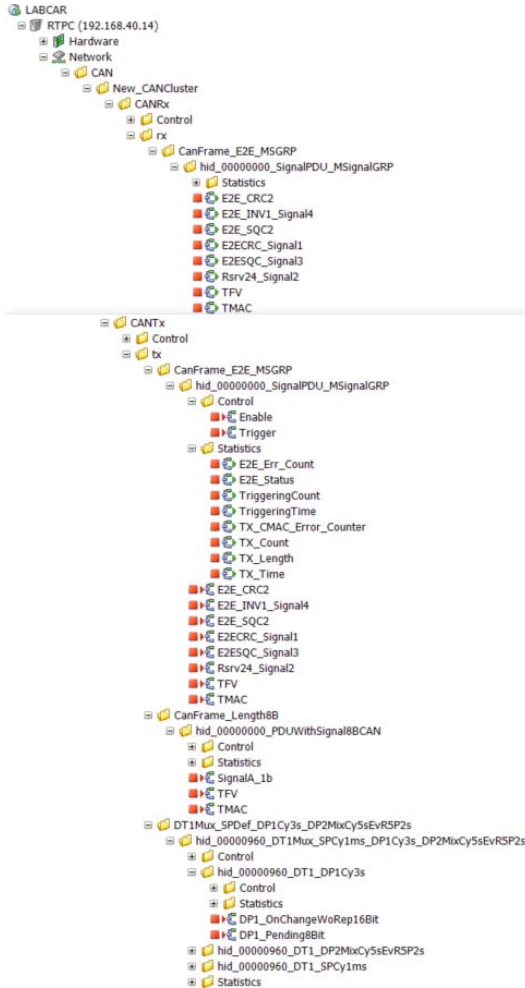 LABCAR
RTPC (192.168.40.14)
Hardware
Network
CAN
New_CANCluster
CANRx
Control
rx
CanFrame_E2E_MSGRP
hid_00000000_SignalPDU_MSignalGRP
Statistics
E2E_CRC2
E2E_INV1_Signal4
E2E_SQC2
E2ECRC_Signal1
E2ESQC_Signal3
Rsrv24_Signal2
TFV
TMAC
CANTx
Control
tx
CanFrame_E2E_MSGRP
hid_00000000_SignalPDU_MSignalGRP
Control
Enable
Trigger
Statistics
E2E_Err_Count
E2E_Status
TriggeringCount
TriggeringTime
TX_CMAC_Error_Counter
TX_Count
TX_Length
TX_Time
E2E_CRC2
E2E_INV1_Signal4
E2E_SQC2
E2ECRC_Signal1
E2ESQC_Signal3
Rsrv24_Signal2
TFV
TMAC
CanFrame_Length8B
hid_00000000_PDUWithSignal8BCAN
Control
Statistics
SignalA_1b
TFV
TMAC
DT1Mux_SPDef_DP1Cy3s_DP2MixCy5sEvR5P2s
hid_00000960_DT1Mux_SPCy1ms_DP1Cy3s_DP2MixCy5sEvR5P2s
Control
hid_00000960_DT1_DP1Cy3s
Control
Statistics
DP1_OnChangeWoRep16Bit
DP1_Pending8Bit
hid_00000960_DT1_DP2MixCy5sEvR5P2s
hid_00000960_DT1_SPCy1ms
Statistics